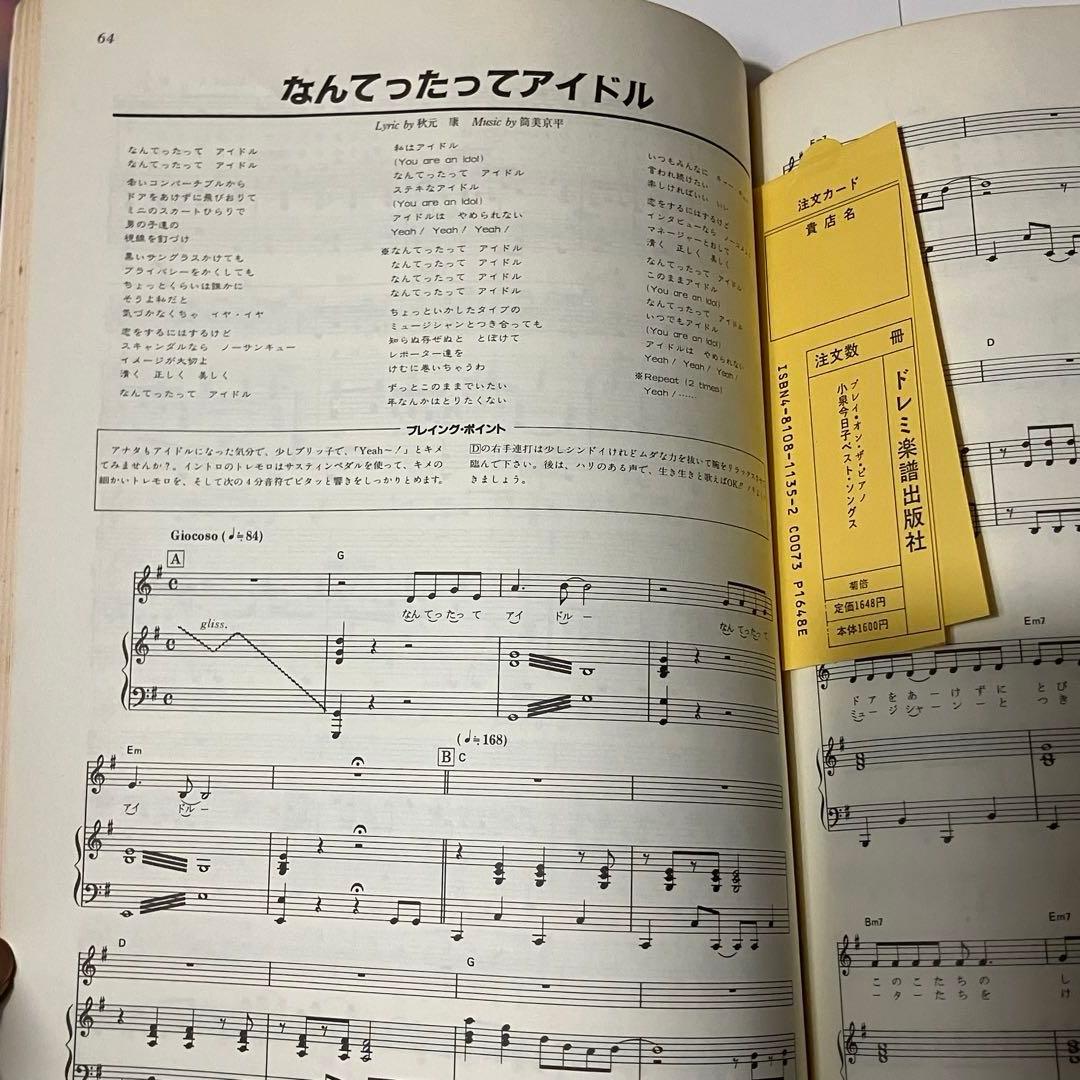 64
なんてったってアイドル
Lyric by 秋元 康 Music by 筒美京平
なんてったって アイドル
なんてったって アイドル
赤いコンバーチブルから
ドアをあけずに飛びおりて
ミニのスカートひらりで
男の子達の
視線を釘づけ
黒いサングラスかけても
プライバシーをかくしても
ちょっとくらいは誰かに
そうよ私だと
気づかなくちゃ イヤ・イヤ
恋をするにはするけど
スキャンダルなら ノーサンキュー
イメージが大切よ
清く 正しく 美しく
なんてったって アイドル
私はアイドル
(You are an Idol)
なんてったって アイドル
ステキなアイドル
(You are an Idol)
アイドルは やめられない
Yeah! Yeah! Yeah!
※なんてったって アイドル
なんてったって アイドル
なんてったって アイドル
なんてったって アイドル
ちょっといかしたタイプの
ミュージシャンとつき合っても
知らぬ存ぜぬと とぼけて
レポーター達を
けむに巻いちゃうわ
ずっとこのままでいたい
年なんかはとりたくない
いつもみんなに
言われ続けたい
楽しければいい
恋をするにはするけど
インタビューなら
マネージャーとおして
清く 正しく 美しく
なんてったって アイドル
このままアイドル
(You are an Idol)
なんてったって アイドル
いつでもアイドル
(You are an Idol)
アイドルは やめられない
Yeah! Yeah! Yeah!
※Repeat (2 times)
Yeah!……
プレイング・ポイント
アナタもアイドルになった気分で、少しブリッ子で、「Yeah〜!」とキメ
てみませんか?。イントロのトレモロはサスティンペダルを使って、キメの
細かいトレモロを、そして次の4分音符でピタッと響きをしっかりとめます。
Dの右手連打は少しシンドイけれどムダな力を抜いて腕をリラックスさせ
臨んで下さい。後は、ハリのある声で、生き生きと歌えばOK!!
きましょう。
Giocoso (♩≒84)
A
G
なんてったって アイドルー なんてったって
gliss.
Em
(♩≒168)
B C
アイ ドルー
D
G
注文カード
貴店名
注文数 冊
ドレミ楽譜出版社
プレイ・オン・ザ・ピアノ
小泉今日子ベスト・ソングス
菊倍
定価1648円
本体1600円
ISBN4-8108-1135-2 C0073 P1648E
Em7
D
Em7
ドアをあーけずに とび
ミュージシャーンーと つき
Bm7
Em7
このこたちの し
ーターたちを け